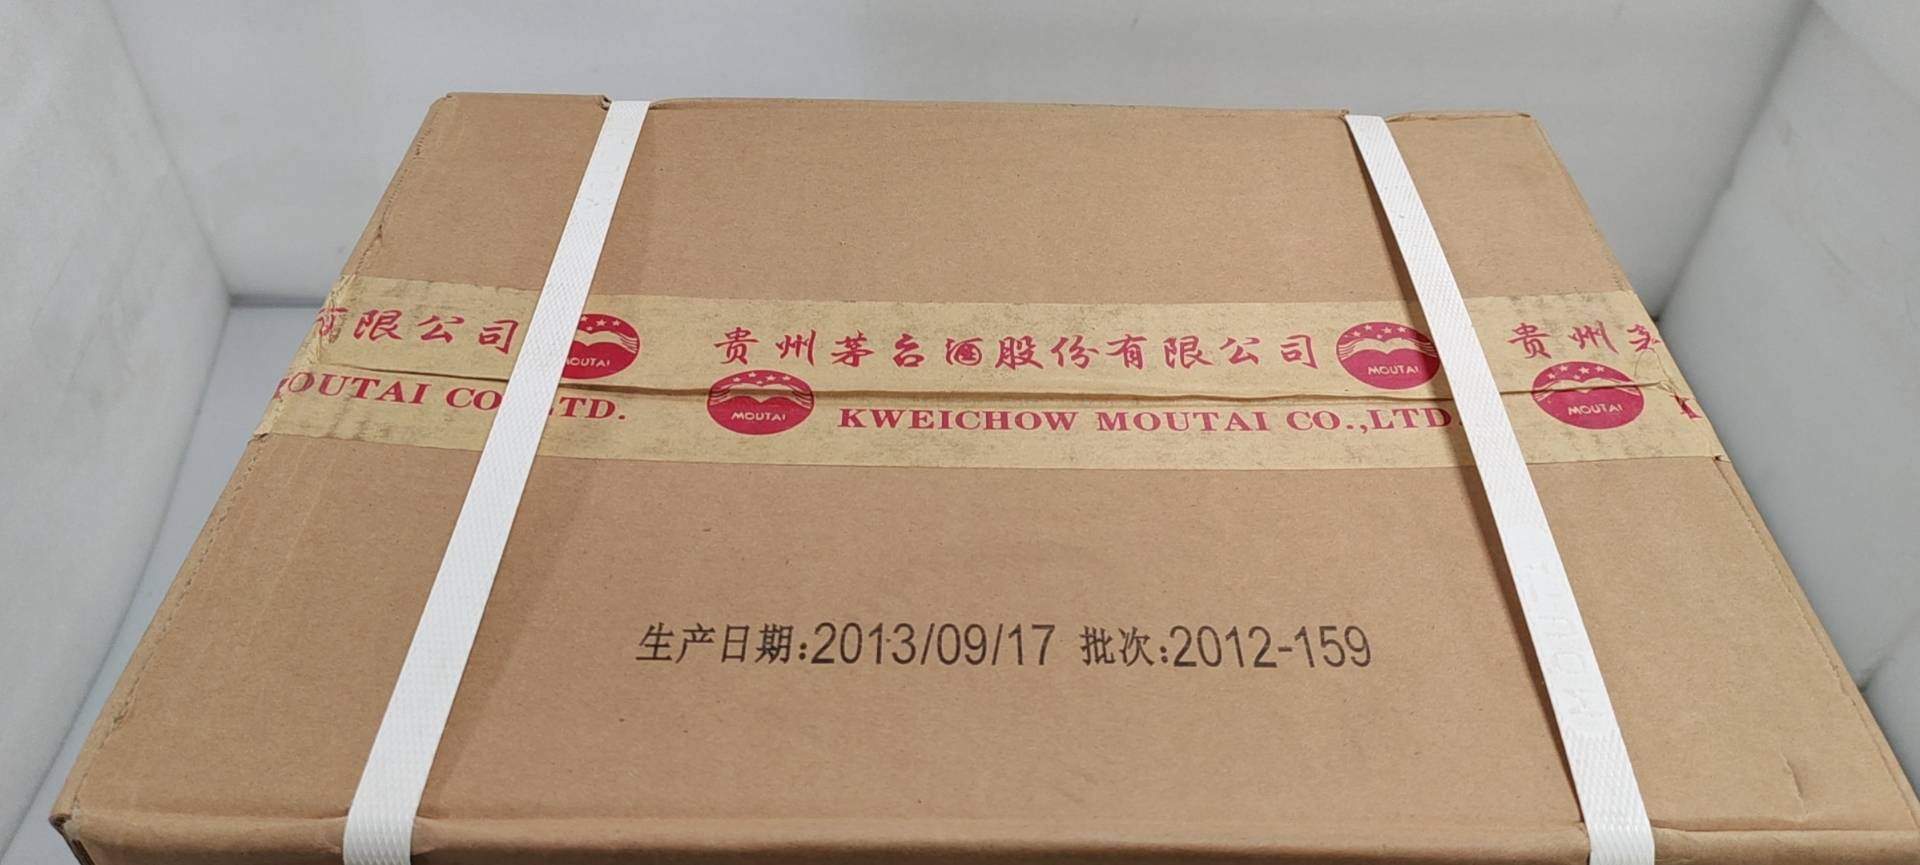 有限公司 MOUTAI 贵州茅台酒股份有限公司 MOUTAI 贵州茅
MOUTAI CO.,LTD. MOUTAI KWEICHOW MOUTAI CO.,LTD. MOUTAI K
生产日期:2013/09/17 批次:2012-159
MOUTAI